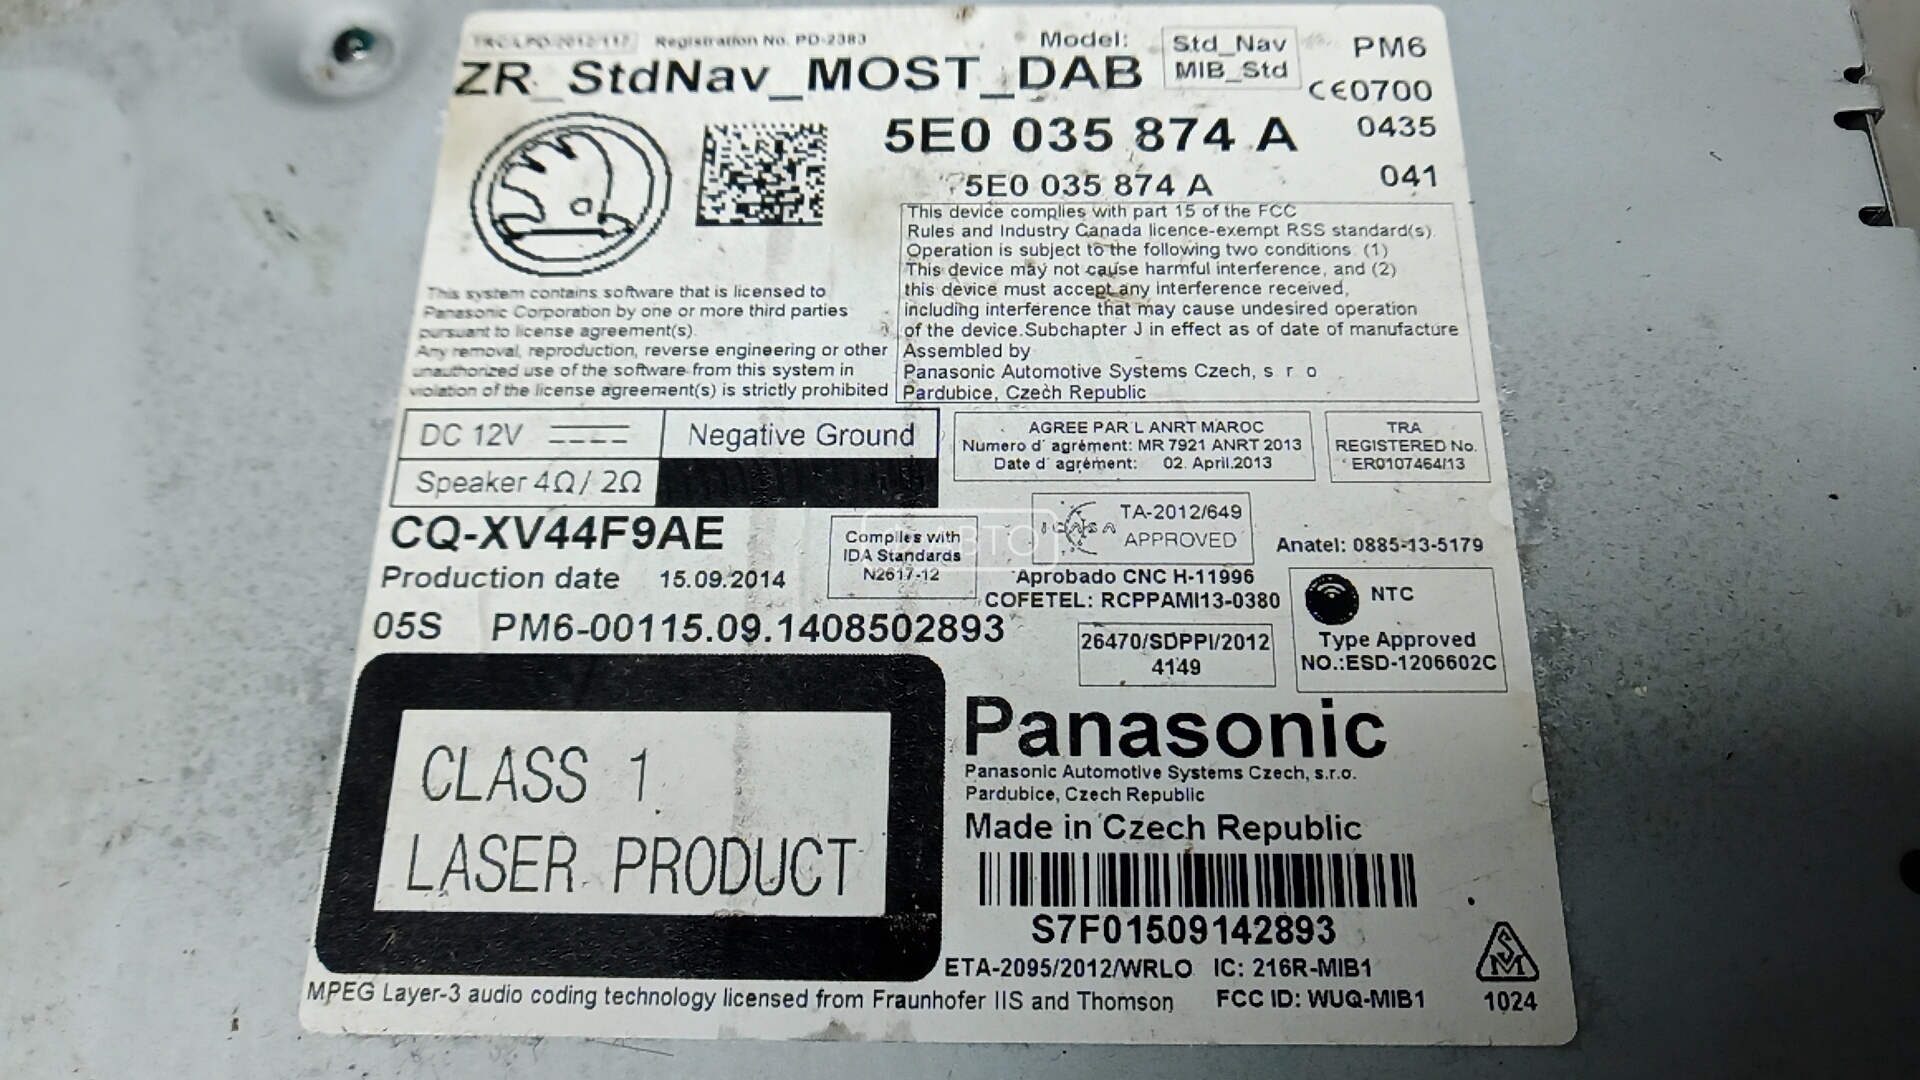 TRC/LPD/2012/117 Registration No. PD-2383
Model: Std_Nav MIB_Std PM6
ZR_StdNav_MOST_DAB
CE0700
5E0 035 874 A 0435
5E0 035 874 A 041
This device complies with part 15 of the FCC
Rules and Industry Canada licence-exempt RSS standard(s).
Operation is subject to the following two conditions (1)
This device may not cause harmful interference, and (2)
this device must accept any interference received,
including interference that may cause undesired operation
of the device.Subchapter J in effect as of date of manufacture
Assembled by
Panasonic Automotive Systems Czech, s r o
Pardubice, Czech Republic
This system contains software that is licensed to
Panasonic Corporation by one or more third parties
pursuant to license agreement(s).
Any removal, reproduction, reverse engineering or other
unauthorized use of the software from this system in
violation of the license agreement(s) is strictly prohibited
DC 12V Negative Ground
Speaker 4Ω/ 2Ω
AGREE PAR L ANRT MAROC
Numero d' agrément: MR 7921 ANRT 2013
Date d' agrément: 02. April.2013
TRA
REGISTERED No.
ER0107464/13
CQ-XV44F9AE
Production date 15.09.2014
05S PM6-00115.09.1408502893
Complies with
IDA Standards
N2617-12
ICASA TA-2012/649
APPROVED
Anatel: 0885-13-5179
Aprobado CNC H-11996
COFETEL: RCPPAMI13-0380
26470/SDPPI/2012
4149
NTC
Type Approved
NO.:ESD-1206602C
CLASS 1
LASER PRODUCT
Panasonic
Panasonic Automotive Systems Czech, s.r.o.
Pardubice, Czech Republic
Made in Czech Republic
S7F01509142893
ETA-2095/2012/WRLO IC: 216R-MIB1
MPEG Layer-3 audio coding technology licensed from Fraunhofer IIS and Thomson FCC ID: WUQ-MIB1
SM
1024